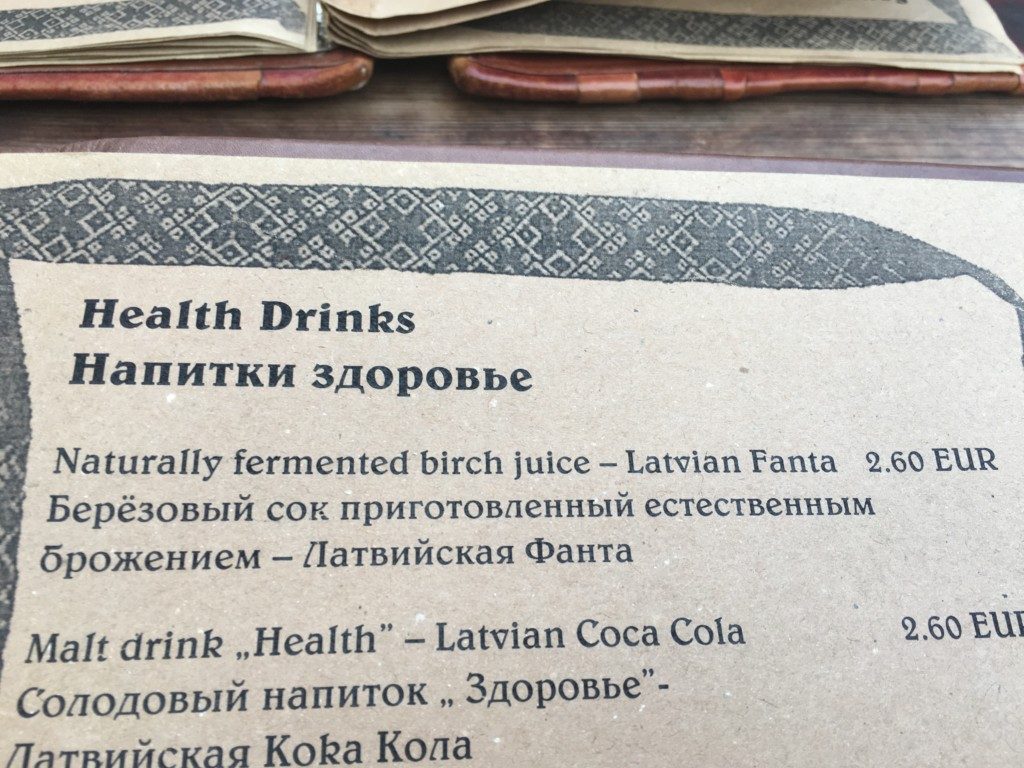 Health Drinks
Напитки здоровье
Naturally fermented birch juice – Latvian Fanta 2.60 EUR
Берёзовый сок приготовленный естественным
брожением – Латвийская Фанта
Malt drink „Health” – Latvian Coca Cola 2.60 EUR
Солодовый напиток „ Здоровье”-
Латвийская Кока Кола